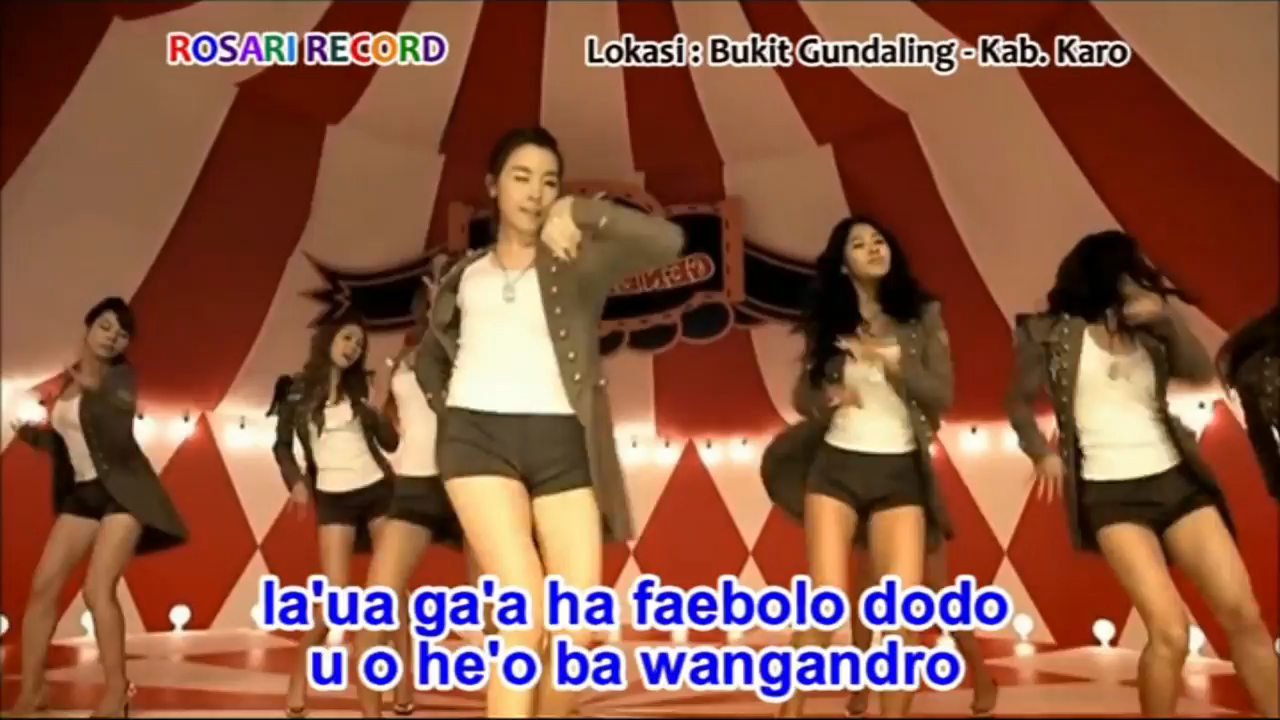 ROSARI RECORD
Lokasi : Bukit Gundaling - Kab. Karo
la'ua ga'a ha faebolo dodo
u o he'o ba wangandro